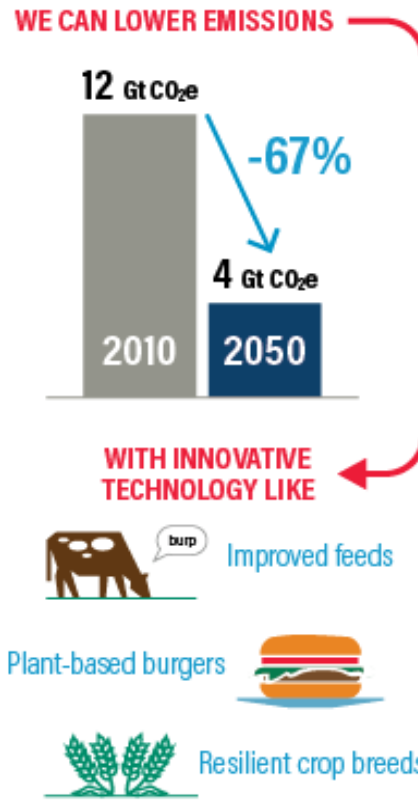 WE CAN LOWER EMISSIONS
12 Gt CO₂e
-67%
4 Gt CO₂e
2010
2050
WITH INNOVATIVE
TECHNOLOGY LIKE
burp
Improved feeds
Plant-based burgers
Resilient crop breeds